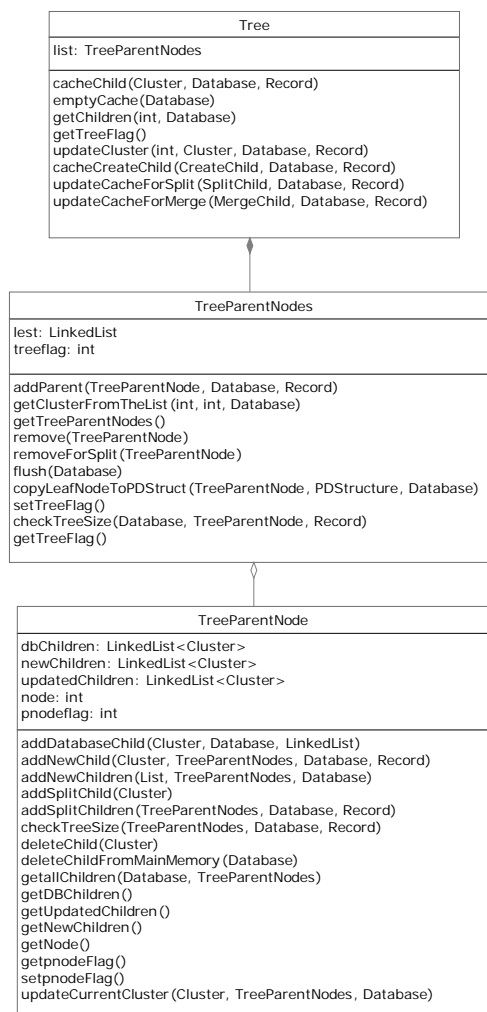 Tree
list: TreeParentNodes
cacheChild(Cluster, Database, Record)
emptyCache(Database)
getChildren(int, Database)
getTreeFlag()
updateCluster(int, Cluster, Database, Record)
cacheCreateChild(CreateChild, Database, Record)
updateCacheForSplit(SplitChild, Database, Record)
updateCacheForMerge(MergeChild, Database, Record)
TreeParentNodes
lest: LinkedList
treeflag: int
addParent(TreeParentNode, Database, Record)
getClusterFromTheList(int, int, Database)
getTreeParentNodes()
remove(TreeParentNode)
removeForSplit(TreeParentNode)
flush(Database)
copyLeafNodeToPDStruct(TreeParentNode, PDStructure, Database)
setTreeFlag()
checkTreeSize(Database, TreeParentNode, Record)
getTreeFlag()
TreeParentNode
dbChildren: LinkedList<Cluster>
newChildren: LinkedList<Cluster>
updatedChildren: LinkedList<Cluster>
node: int
pnodeflag: int
addDatabaseChild(Cluster, Database, LinkedList)
addNewChild(Cluster, TreeParentNodes, Database, Record)
addNewChildren(List, TreeParentNodes, Database)
addSplitChild(Cluster)
addSplitChildren(TreeParentNodes, Database, Record)
checkTreeSize(TreeParentNodes, Database, Record)
deleteChild(Cluster)
deleteChildFromMainMemory(Database)
getallChildren(Database, TreeParentNodes)
getDBChildren()
getUpdatedChildren()
getNewChildren()
getNode()
getpnodeFlag()
setpnodeFlag()
updateCurrentCluster(Cluster, TreeParentNodes, Database)